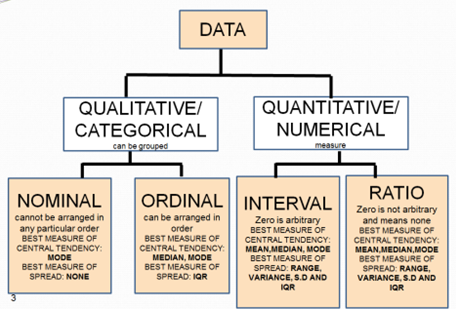 DATA
QUALITATIVE/
CATEGORICAL
can be grouped
QUANTITATIVE/
NUMERICAL
measure
NOMINAL
cannot be arranged in
any particular order
BEST MEASURE OF
CENTRAL TENDENCY:
MODE
BEST MEASURE OF
SPREAD: NONE
ORDINAL
can be arranged in
order
BEST MEASURE OF
CENTRAL TENDENCY:
MEDIAN, MODE
BEST MEASURE OF
SPREAD: IQR
INTERVAL
Zero is arbitrary
BEST MEASURE OF
CENTRAL TENDENCY:
MEAN,MEDIAN, MODE
BEST MEASURE OF
SPREAD: RANGE,
VARIANCE, S.D AND
IQR
RATIO
Zero is not arbitrary
and means none
BEST MEASURE OF
CENTRAL TENDENCY:
MEAN,MEDIAN,MODE
BEST MEASURE OF
SPREAD: RANGE,
VARIANCE, S.D AND
IQR
3